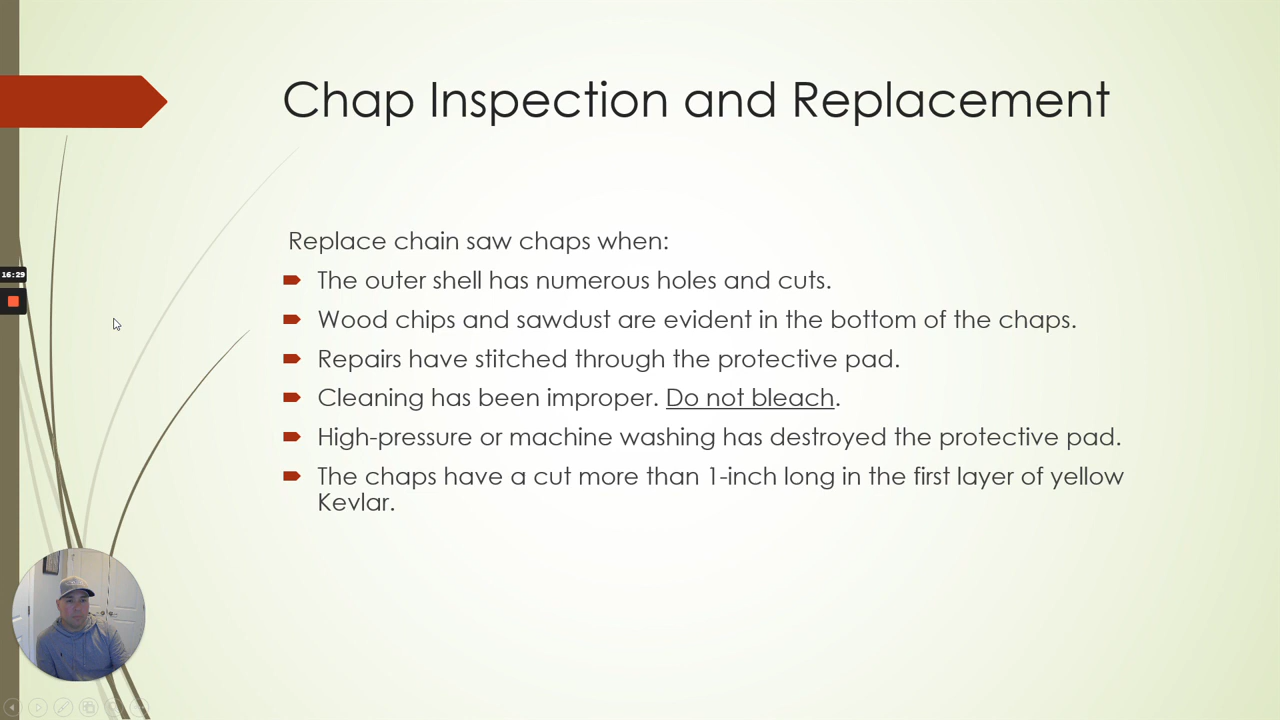 Chap Inspection and Replacement
Replace chain saw chaps when:
The outer shell has numerous holes and cuts.
Wood chips and sawdust are evident in the bottom of the chaps.
Repairs have stitched through the protective pad.
Cleaning has been improper. Do not bleach.
High-pressure or machine washing has destroyed the protective pad.
The chaps have a cut more than 1-inch long in the first layer of yellow
Kevlar.
16:29